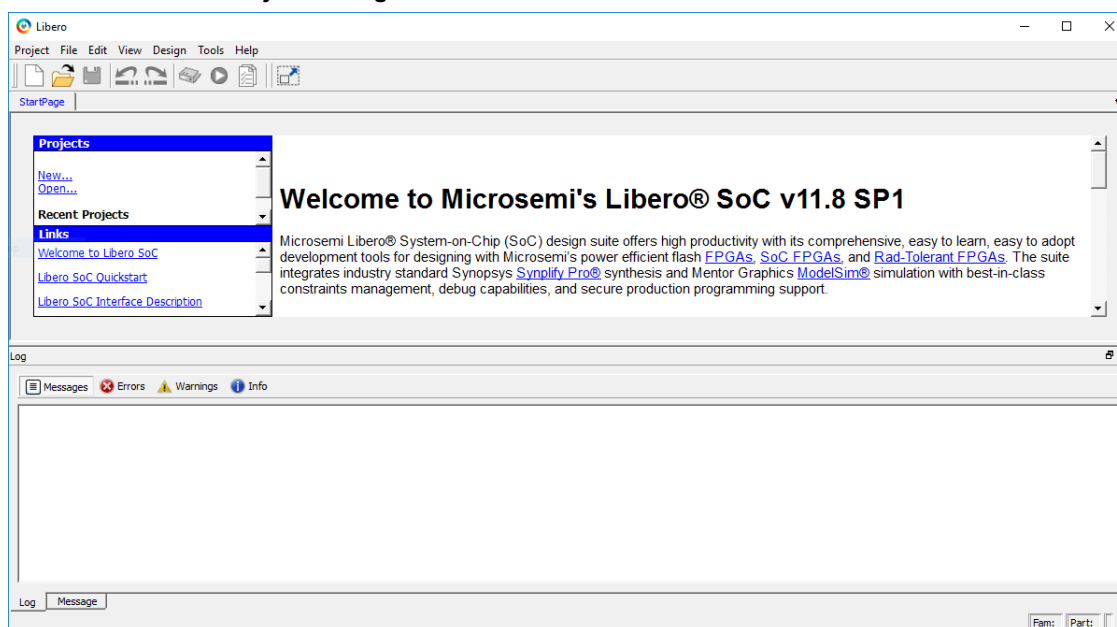 Libero
Project File Edit View Design Tools Help
StartPage
Projects
New...
Open...
Recent Projects
Links
Welcome to Libero SoC
Libero SoC Quickstart
Libero SoC Interface Description
Welcome to Microsemi's Libero® SoC v11.8 SP1
Microsemi Libero® System-on-Chip (SoC) design suite offers high productivity with its comprehensive, easy to learn, easy to adopt
development tools for designing with Microsemi's power efficient flash FPGAs, SoC FPGAs, and Rad-Tolerant FPGAs. The suite
integrates industry standard Synopsys Synplify Pro® synthesis and Mentor Graphics ModelSim® simulation with best-in-class
constraints management, debug capabilities, and secure production programming support.
Log
Messages Errors Warnings Info
Log Message
Fam: Part: